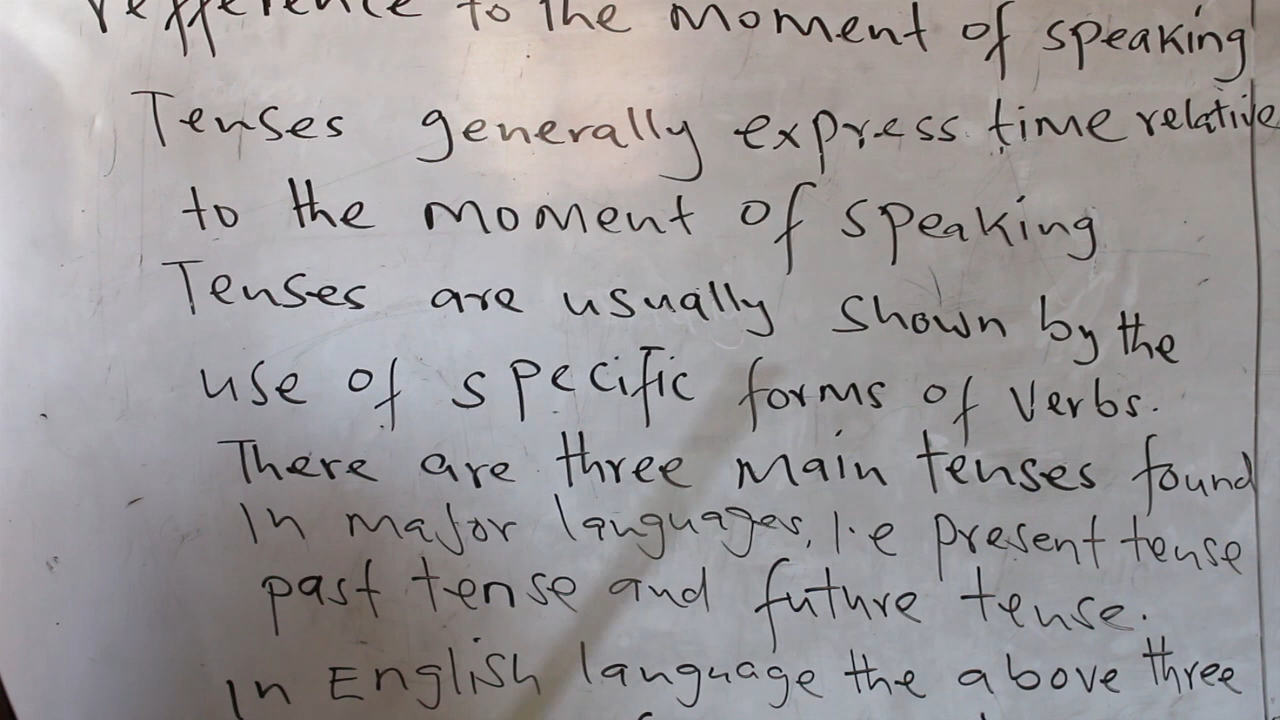 refference to the moment of speaking
Tenses generally express time relative
to the moment of speaking
Tenses are usually shown by the
use of specific forms of verbs.
There are three main tenses found
In major languages, I.e present tense
past tense and future tense.
In English language the above three